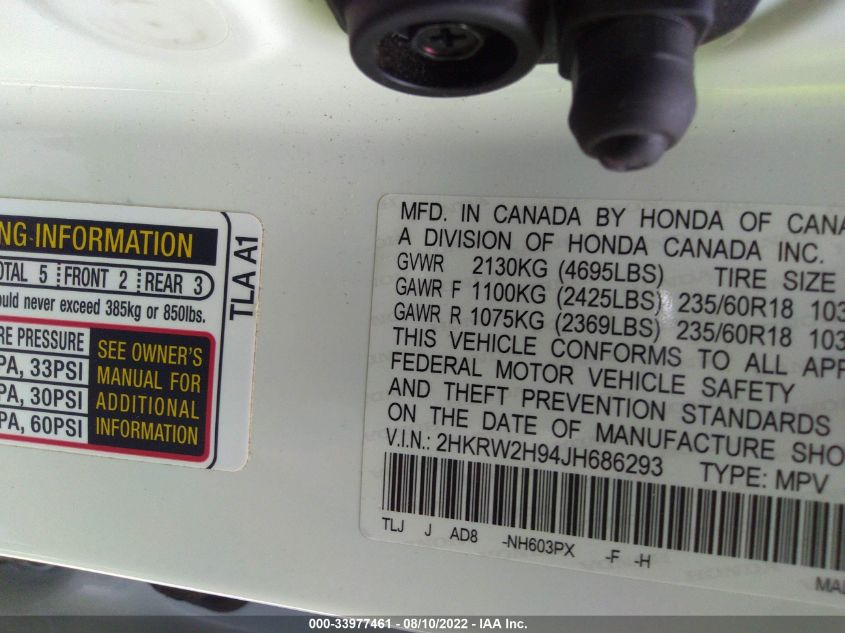 NG INFORMATION
OTAL 5 FRONT 2 REAR 3
ould never exceed 385kg or 850lbs.
RE PRESSURE
PA, 33PSI
PA, 30PSI
PA, 60PSI
SEE OWNER'S
MANUAL FOR
ADDITIONAL
INFORMATION
TLA A1
MFD. IN CANADA BY HONDA OF CANA
A DIVISION OF HONDA CANADA INC.
GVWR 2130KG (4695LBS) TIRE SIZE
GAWR F 1100KG (2425LBS) 235/60R18 103
GAWR R 1075KG (2369LBS) 235/60R18 103
THIS VEHICLE CONFORMS TO ALL APP
FEDERAL MOTOR VEHICLE SAFETY
AND THEFT PREVENTION STANDARDS
ON THE DATE OF MANUFACTURE SHO
V.I.N.: 2HKRW2H94JH686293 TYPE: MPV
TLJ J AD8 -NH603PX -F -H
MAD
000-33977461 - 08/10/2022 - IAA Inc.